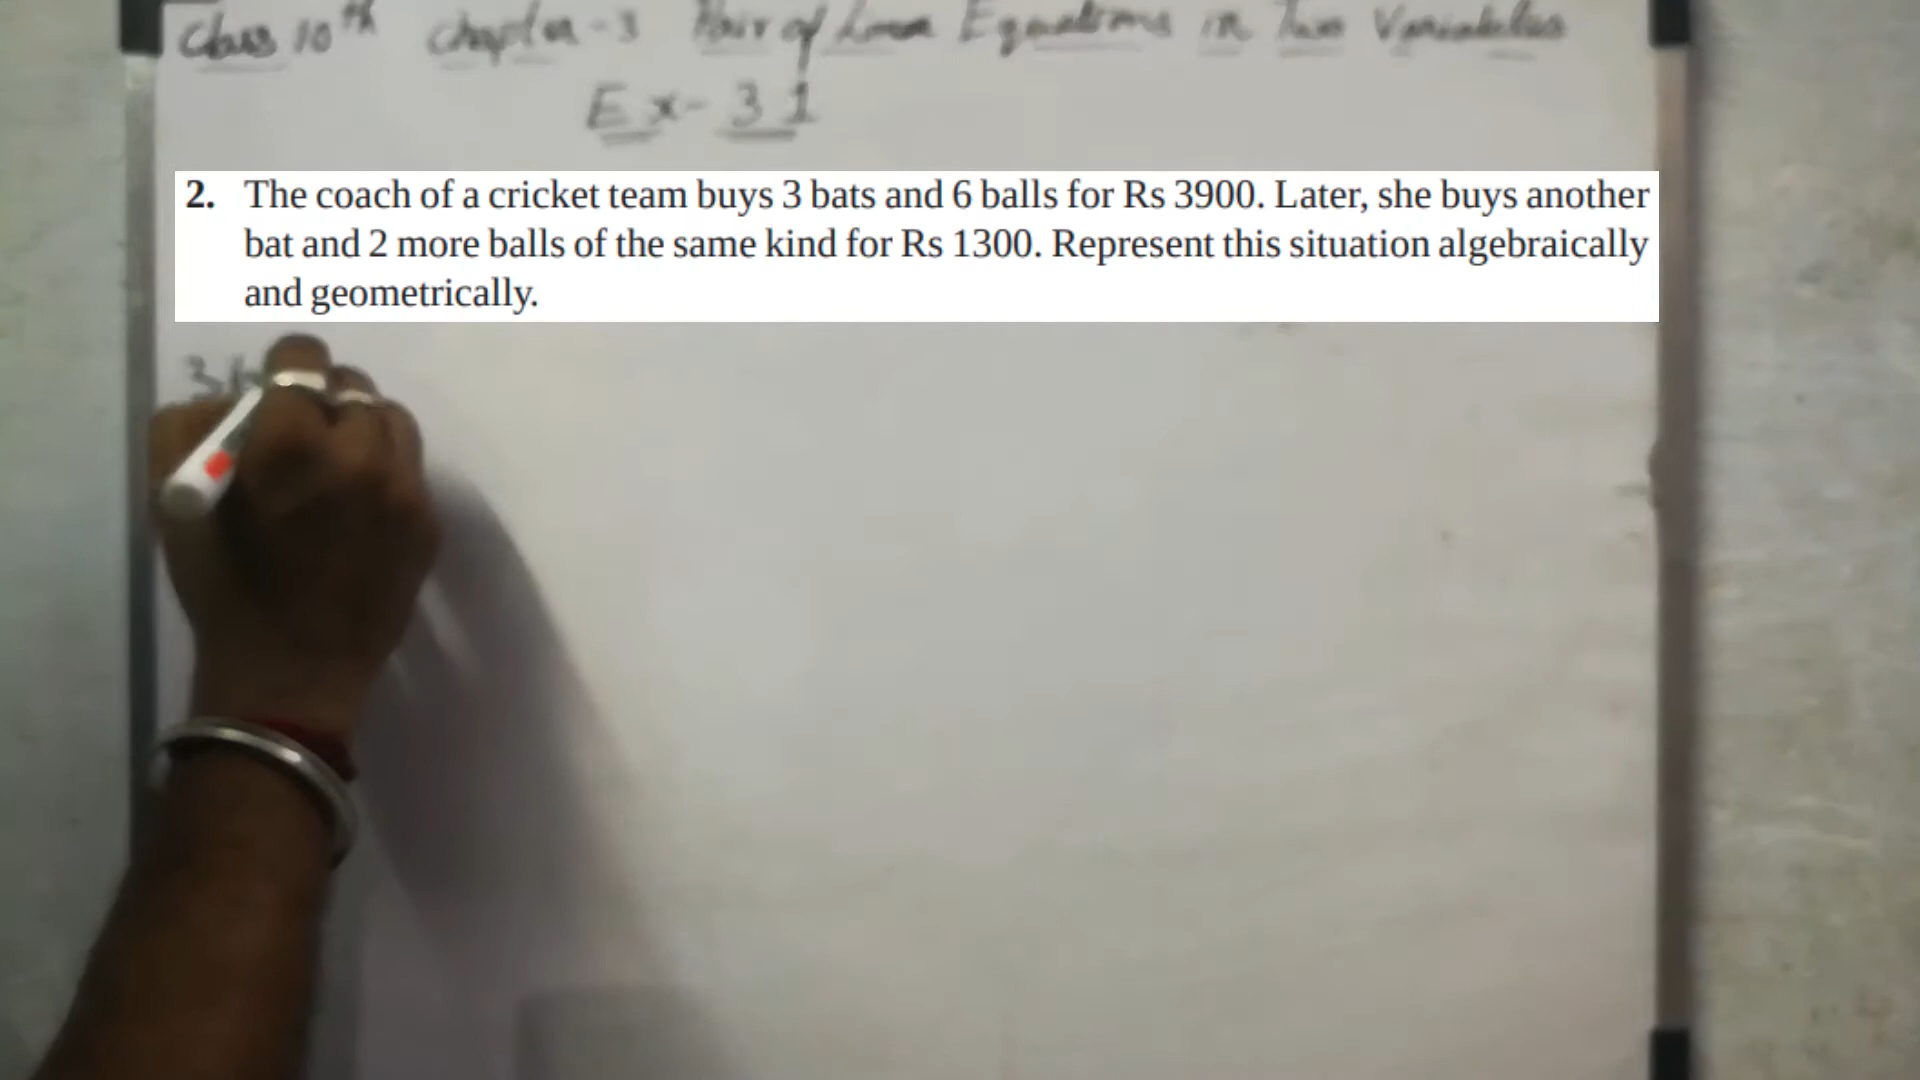 Class 10th Chapter-3 Pair of Linear Equations in Two Variables
Ex- 3 1
2. The coach of a cricket team buys 3 bats and 6 balls for Rs 3900. Later, she buys another
bat and 2 more balls of the same kind for Rs 1300. Represent this situation algebraically
and geometrically.
3